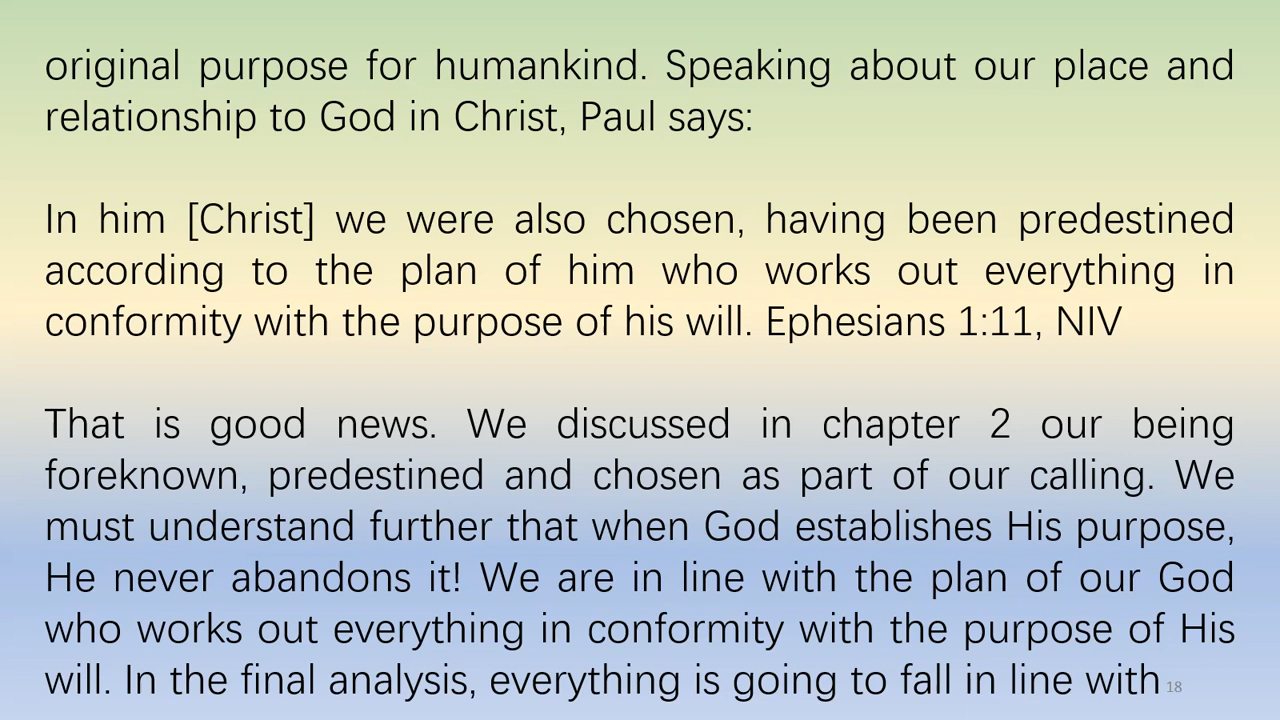 original purpose for humankind. Speaking about our place and
relationship to God in Christ, Paul says:
In him [Christ] we were also chosen, having been predestined
according to the plan of him who works out everything in
conformity with the purpose of his will. Ephesians 1:11, NIV
That is good news. We discussed in chapter 2 our being
foreknown, predestined and chosen as part of our calling. We
must understand further that when God establishes His purpose,
He never abandons it! We are in line with the plan of our God
who works out everything in conformity with the purpose of His
will. In the final analysis, everything is going to fall in line with
18